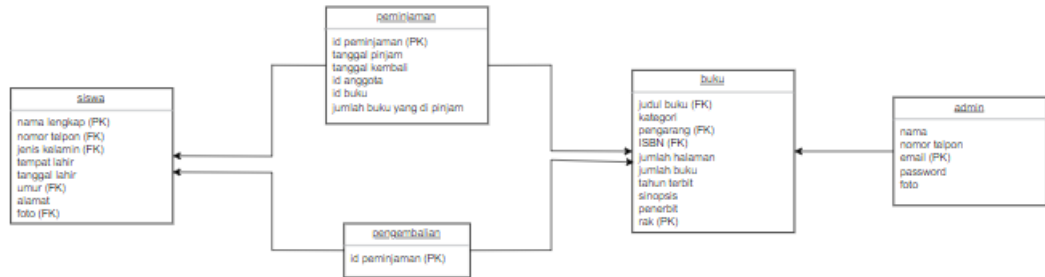 peminjaman
id peminjaman (PK)
tanggal pinjam
tanggal kembali
id anggota
id buku
jumlah buku yang di pinjam
siswa
nama lengkap (PK)
nomor telpon (FK)
jenis kelamin (FK)
tempat lahir
tanggal lahir
umur (FK)
alamat
foto (FK)
pengembalian
id peminjaman (PK)
buku
judul buku (FK)
kategori
pengarang (FK)
ISBN (FK)
jumlah halaman
jumlah buku
tahun terbit
sinopsis
penerbit
rak (PK)
admin
nama
nomor telpon
email (PK)
password
foto